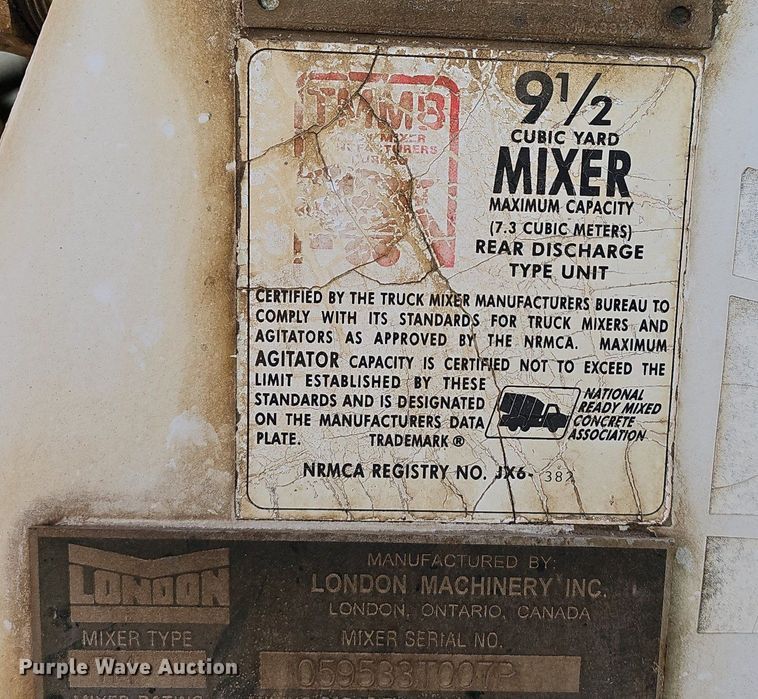 TMMB
MIXER
9 1/2
CUBIC YARD
MIXER
MAXIMUM CAPACITY
(7.3 CUBIC METERS)
REAR DISCHARGE
TYPE UNIT
CERTIFIED BY THE TRUCK MIXER MANUFACTURERS BUREAU TO
COMPLY WITH ITS STANDARDS FOR TRUCK MIXERS AND
AGITATORS AS APPROVED BY THE NRMCA. MAXIMUM
AGITATOR CAPACITY IS CERTIFIED NOT TO EXCEED THE
LIMIT ESTABLISHED BY THESE
STANDARDS AND IS DESIGNATED
ON THE MANUFACTURERS DATA
PLATE. TRADEMARK ®
NATIONAL
READY MIXED
CONCRETE
ASSOCIATION
NRMCA REGISTRY NO. JX6- 382
LONDON
MANUFACTURED BY:
LONDON MACHINERY INC.
LONDON, ONTARIO, CANADA
MIXER TYPE
MIXER SERIAL NO.
Purple Wave Auction